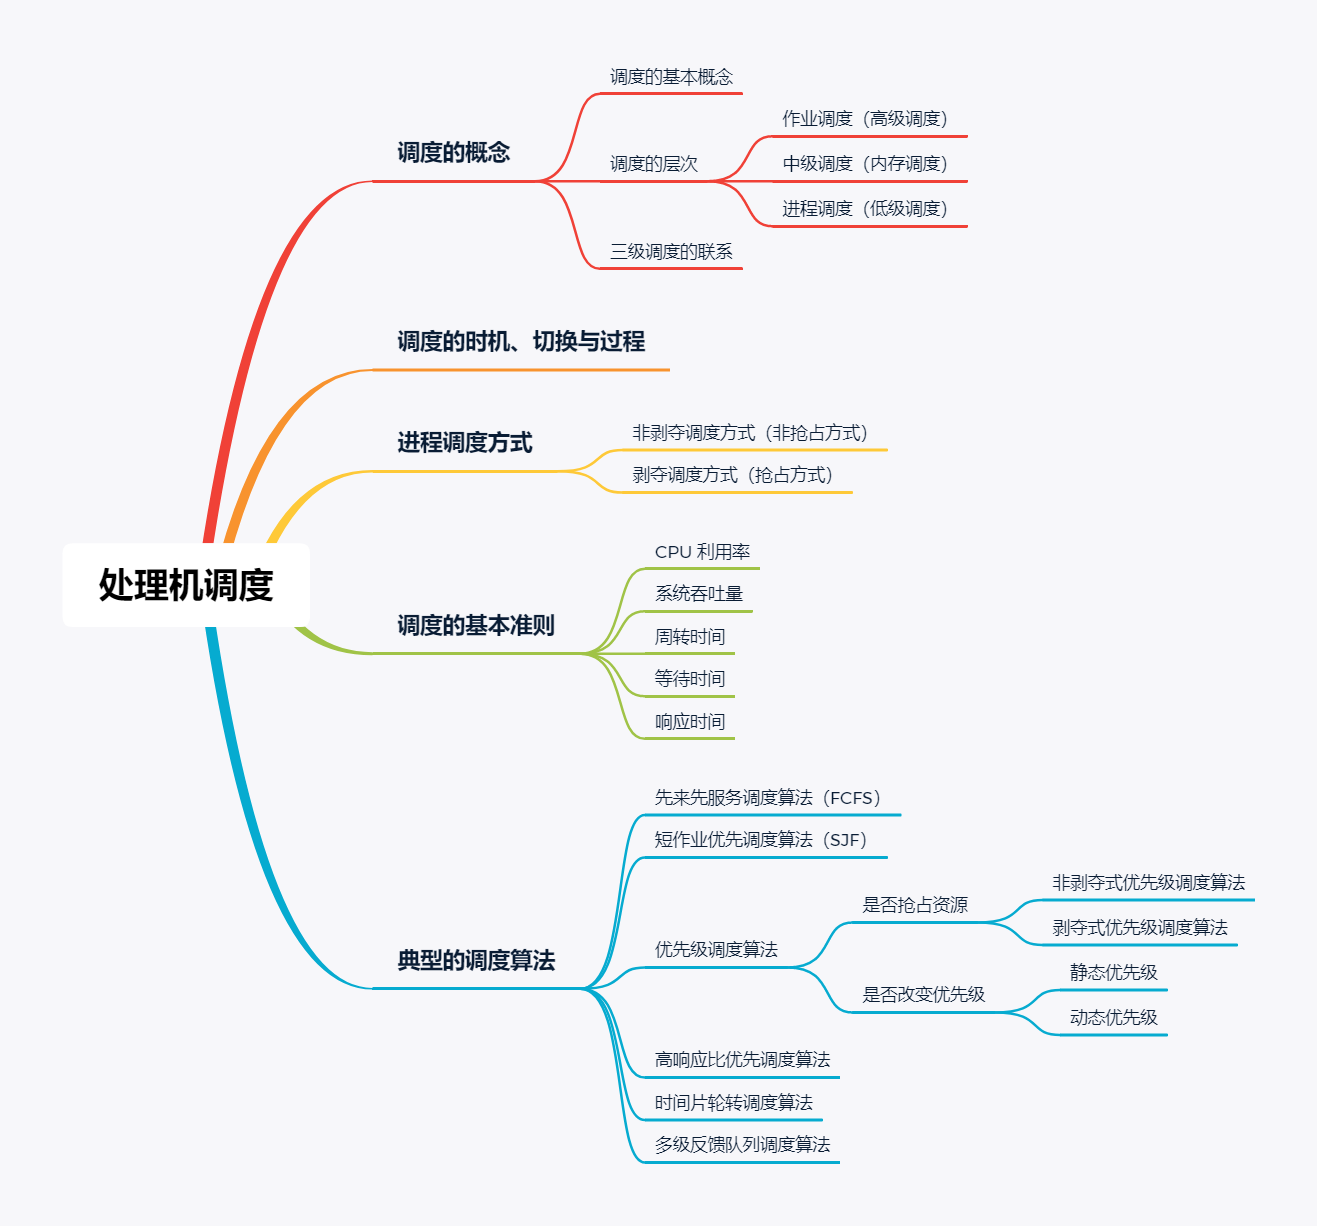 处理机调度
调度的概念
调度的基本概念
调度的层次
作业调度（高级调度）
中级调度（内存调度）
进程调度（低级调度）
三级调度的联系
调度的时机、切换与过程
进程调度方式
非剥夺调度方式（非抢占方式）
剥夺调度方式（抢占方式）
调度的基本准则
CPU 利用率
系统吞吐量
周转时间
等待时间
响应时间
典型的调度算法
先来先服务调度算法（FCFS）
短作业优先调度算法（SJF）
优先级调度算法
是否抢占资源
非剥夺式优先级调度算法
剥夺式优先级调度算法
是否改变优先级
静态优先级
动态优先级
高响应比优先调度算法
时间片轮转调度算法
多级反馈队列调度算法